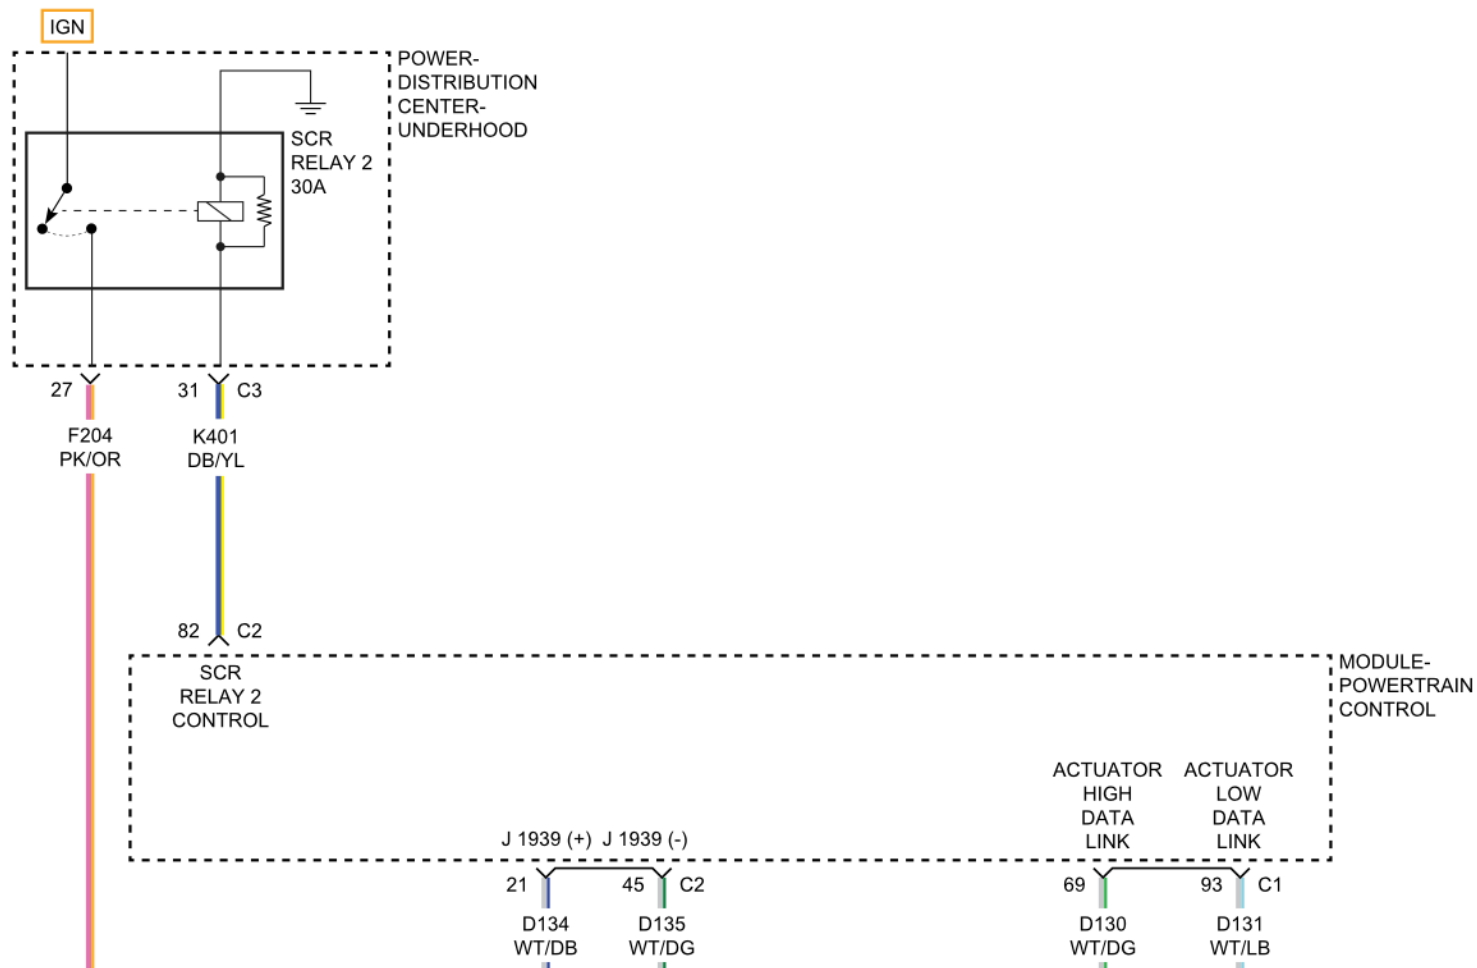 IGN
POWER-
DISTRIBUTION
CENTER-
UNDERHOOD
SCR
RELAY 2
30A
27
31
C3
F204
PK/OR
K401
DB/YL
82
C2
SCR
RELAY 2
CONTROL
MODULE-
POWERTRAIN
CONTROL
J 1939 (+)
J 1939 (-)
ACTUATOR
HIGH
DATA
LINK
ACTUATOR
LOW
DATA
LINK
21
45
C2
69
93
C1
D134
WT/DB
D135
WT/DG
D130
WT/DG
D131
WT/LB